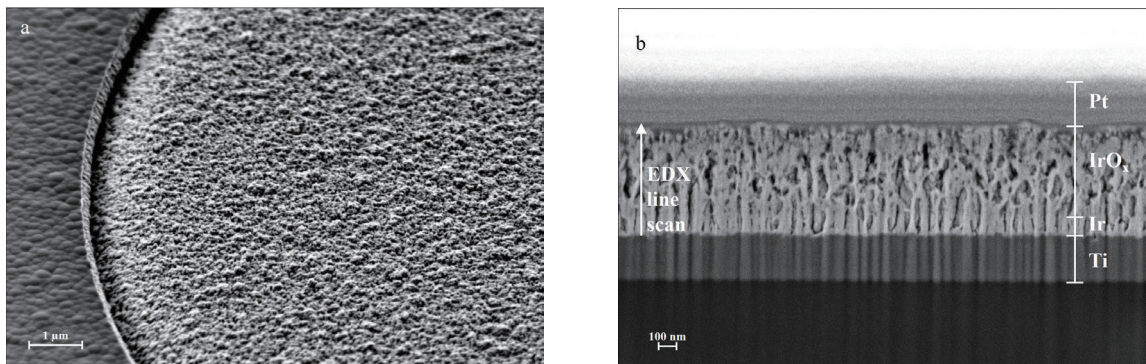 a
1 µm
b
Pt
IrOₓ
EDX
line
scan
Ir
Ti
100 nm